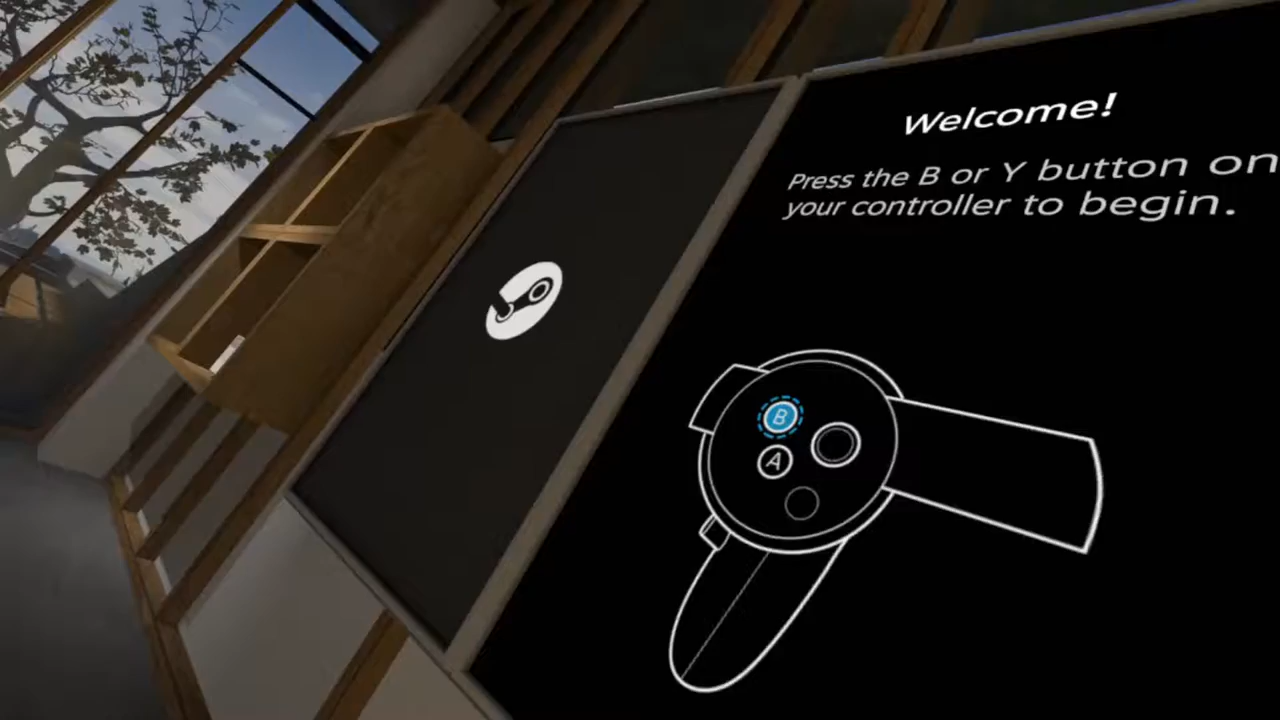 Welcome!
Press the B or Y button on
your controller to begin.
B
A